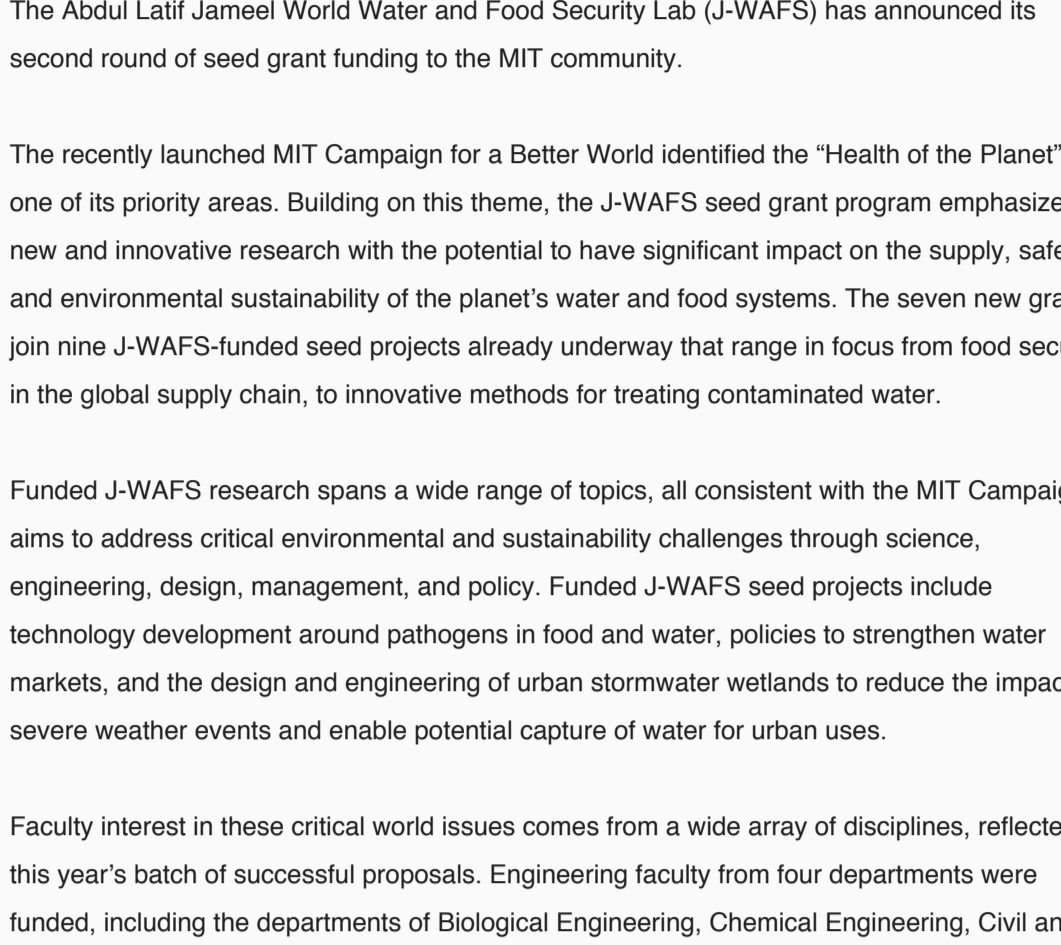 The Abdul Latif Jameel World Water and Food Security Lab (J-WAFS) has announced its
second round of seed grant funding to the MIT community.
The recently launched MIT Campaign for a Better World identified the “Health of the Planet”
one of its priority areas. Building on this theme, the J-WAFS seed grant program emphasize
new and innovative research with the potential to have significant impact on the supply, safe
and environmental sustainability of the planet’s water and food systems. The seven new gra
join nine J-WAFS-funded seed projects already underway that range in focus from food secu
in the global supply chain, to innovative methods for treating contaminated water.
Funded J-WAFS research spans a wide range of topics, all consistent with the MIT Campaig
aims to address critical environmental and sustainability challenges through science,
engineering, design, management, and policy. Funded J-WAFS seed projects include
technology development around pathogens in food and water, policies to strengthen water
markets, and the design and engineering of urban stormwater wetlands to reduce the impac
severe weather events and enable potential capture of water for urban uses.
Faculty interest in these critical world issues comes from a wide array of disciplines, reflecte
this year’s batch of successful proposals. Engineering faculty from four departments were
funded, including the departments of Biological Engineering, Chemical Engineering, Civil an